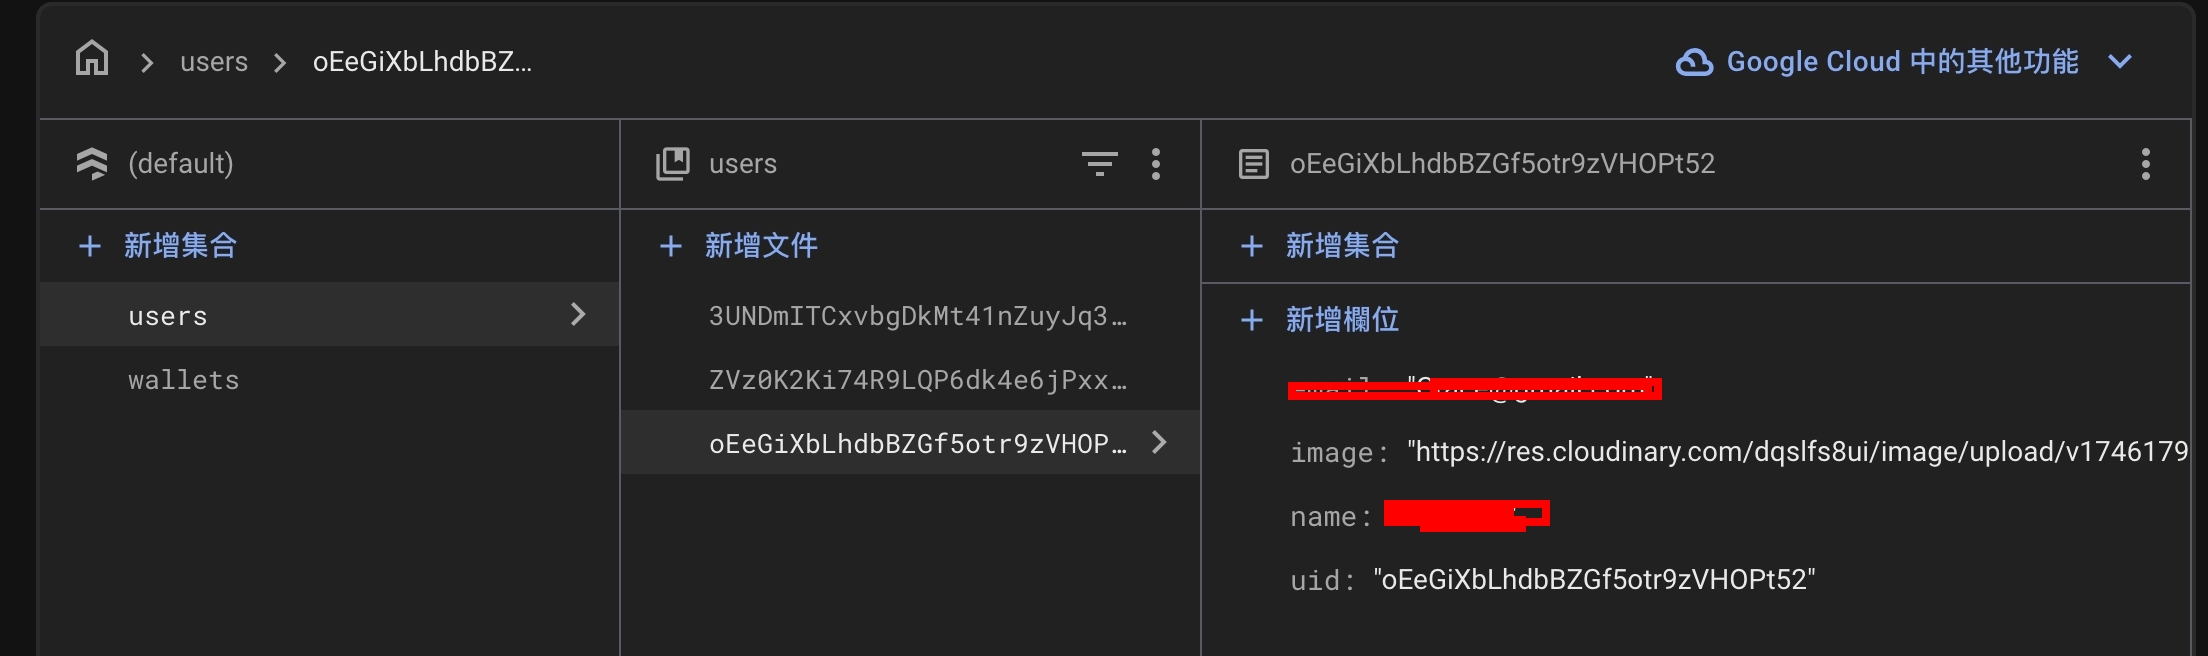 users
oEeGiXbLhdbBZ...
Google Cloud 中的其他功能
(default)
新增集合
users
wallets
users
新增文件
3UNDmITCxvbgDkMt41nZuyJq3…
ZVz0K2Ki74R9LQP6dk4e6jPxx…
oEeGiXbLhdbBZGf5otr9zVHOP…
oEeGiXbLhdbBZGf5otr9zVHOPt52
新增集合
新增欄位
image: "https://res.cloudinary.com/dqslfs8ui/image/upload/v1746179
name:
uid: "oEeGiXbLhdbBZGf5otr9zVHOPt52"